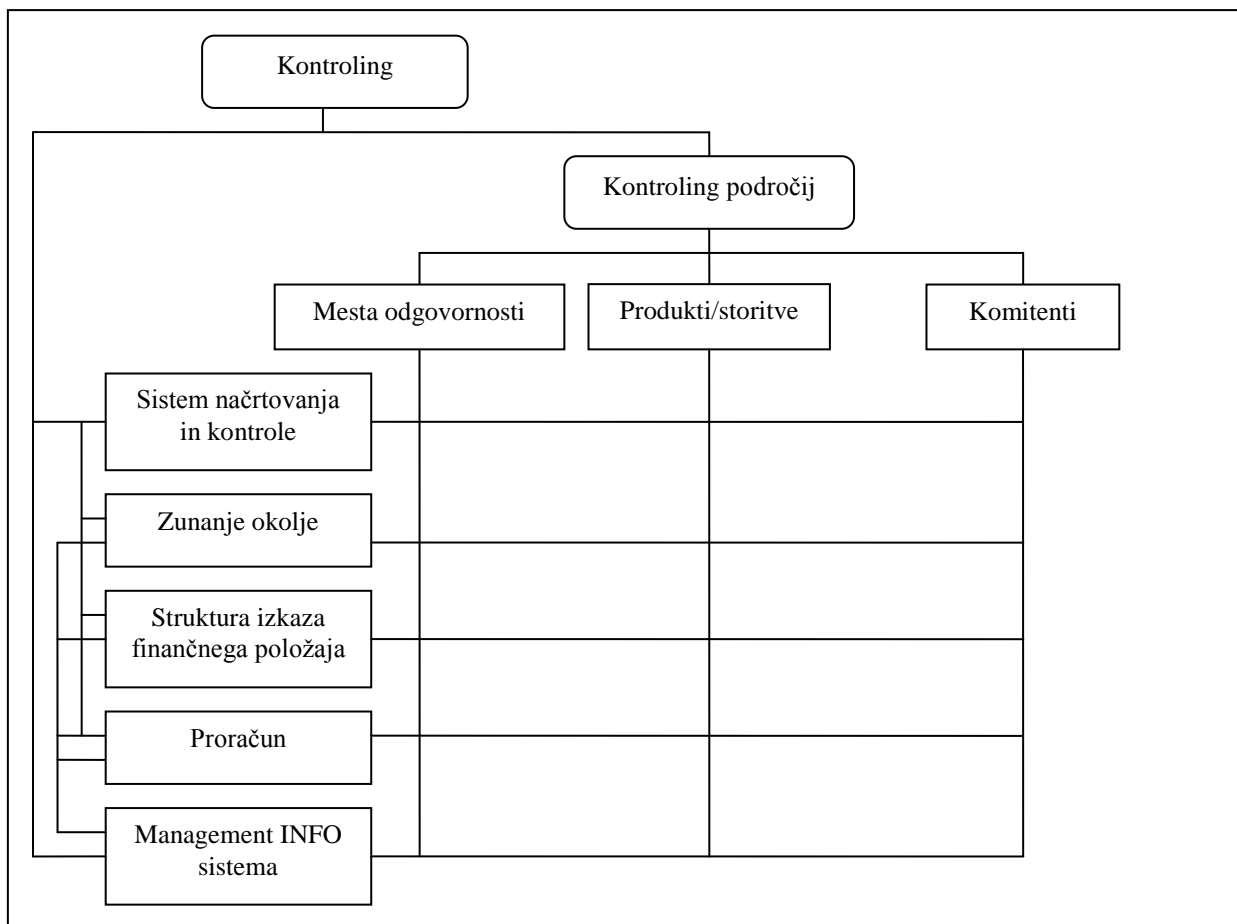 Kontroling
Kontroling področij
Mesta odgovornosti
Produkti/storitve
Komitenti
Sistem načrtovanja
in kontrole
Zunanje okolje
Struktura izkaza
finančnega položaja
Proračun
Management INFO
sistema